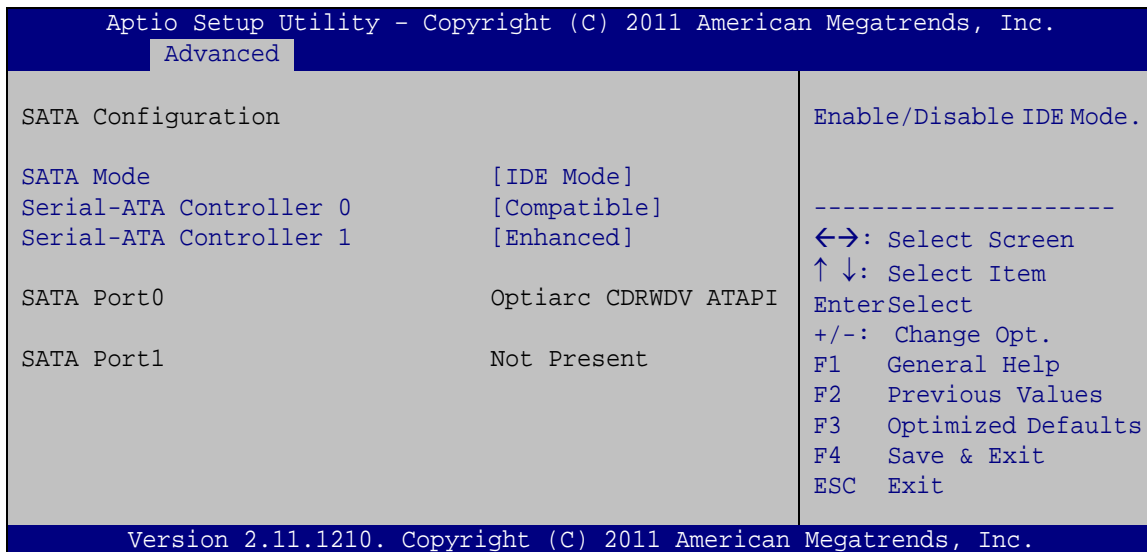 Aptio Setup Utility – Copyright (C) 2011 American Megatrends, Inc.
Advanced
SATA Configuration
SATA Mode [IDE Mode]
Serial-ATA Controller 0 [Compatible]
Serial-ATA Controller 1 [Enhanced]
SATA Port0 Optiarc CDRWDV ATAPI
SATA Port1 Not Present
Enable/Disable IDE Mode.
---------------------
←→: Select Screen
↑ ↓: Select Item
EnterSelect
+/-: Change Opt.
F1 General Help
F2 Previous Values
F3 Optimized Defaults
F4 Save & Exit
ESC Exit
Version 2.11.1210. Copyright (C) 2011 American Megatrends, Inc.